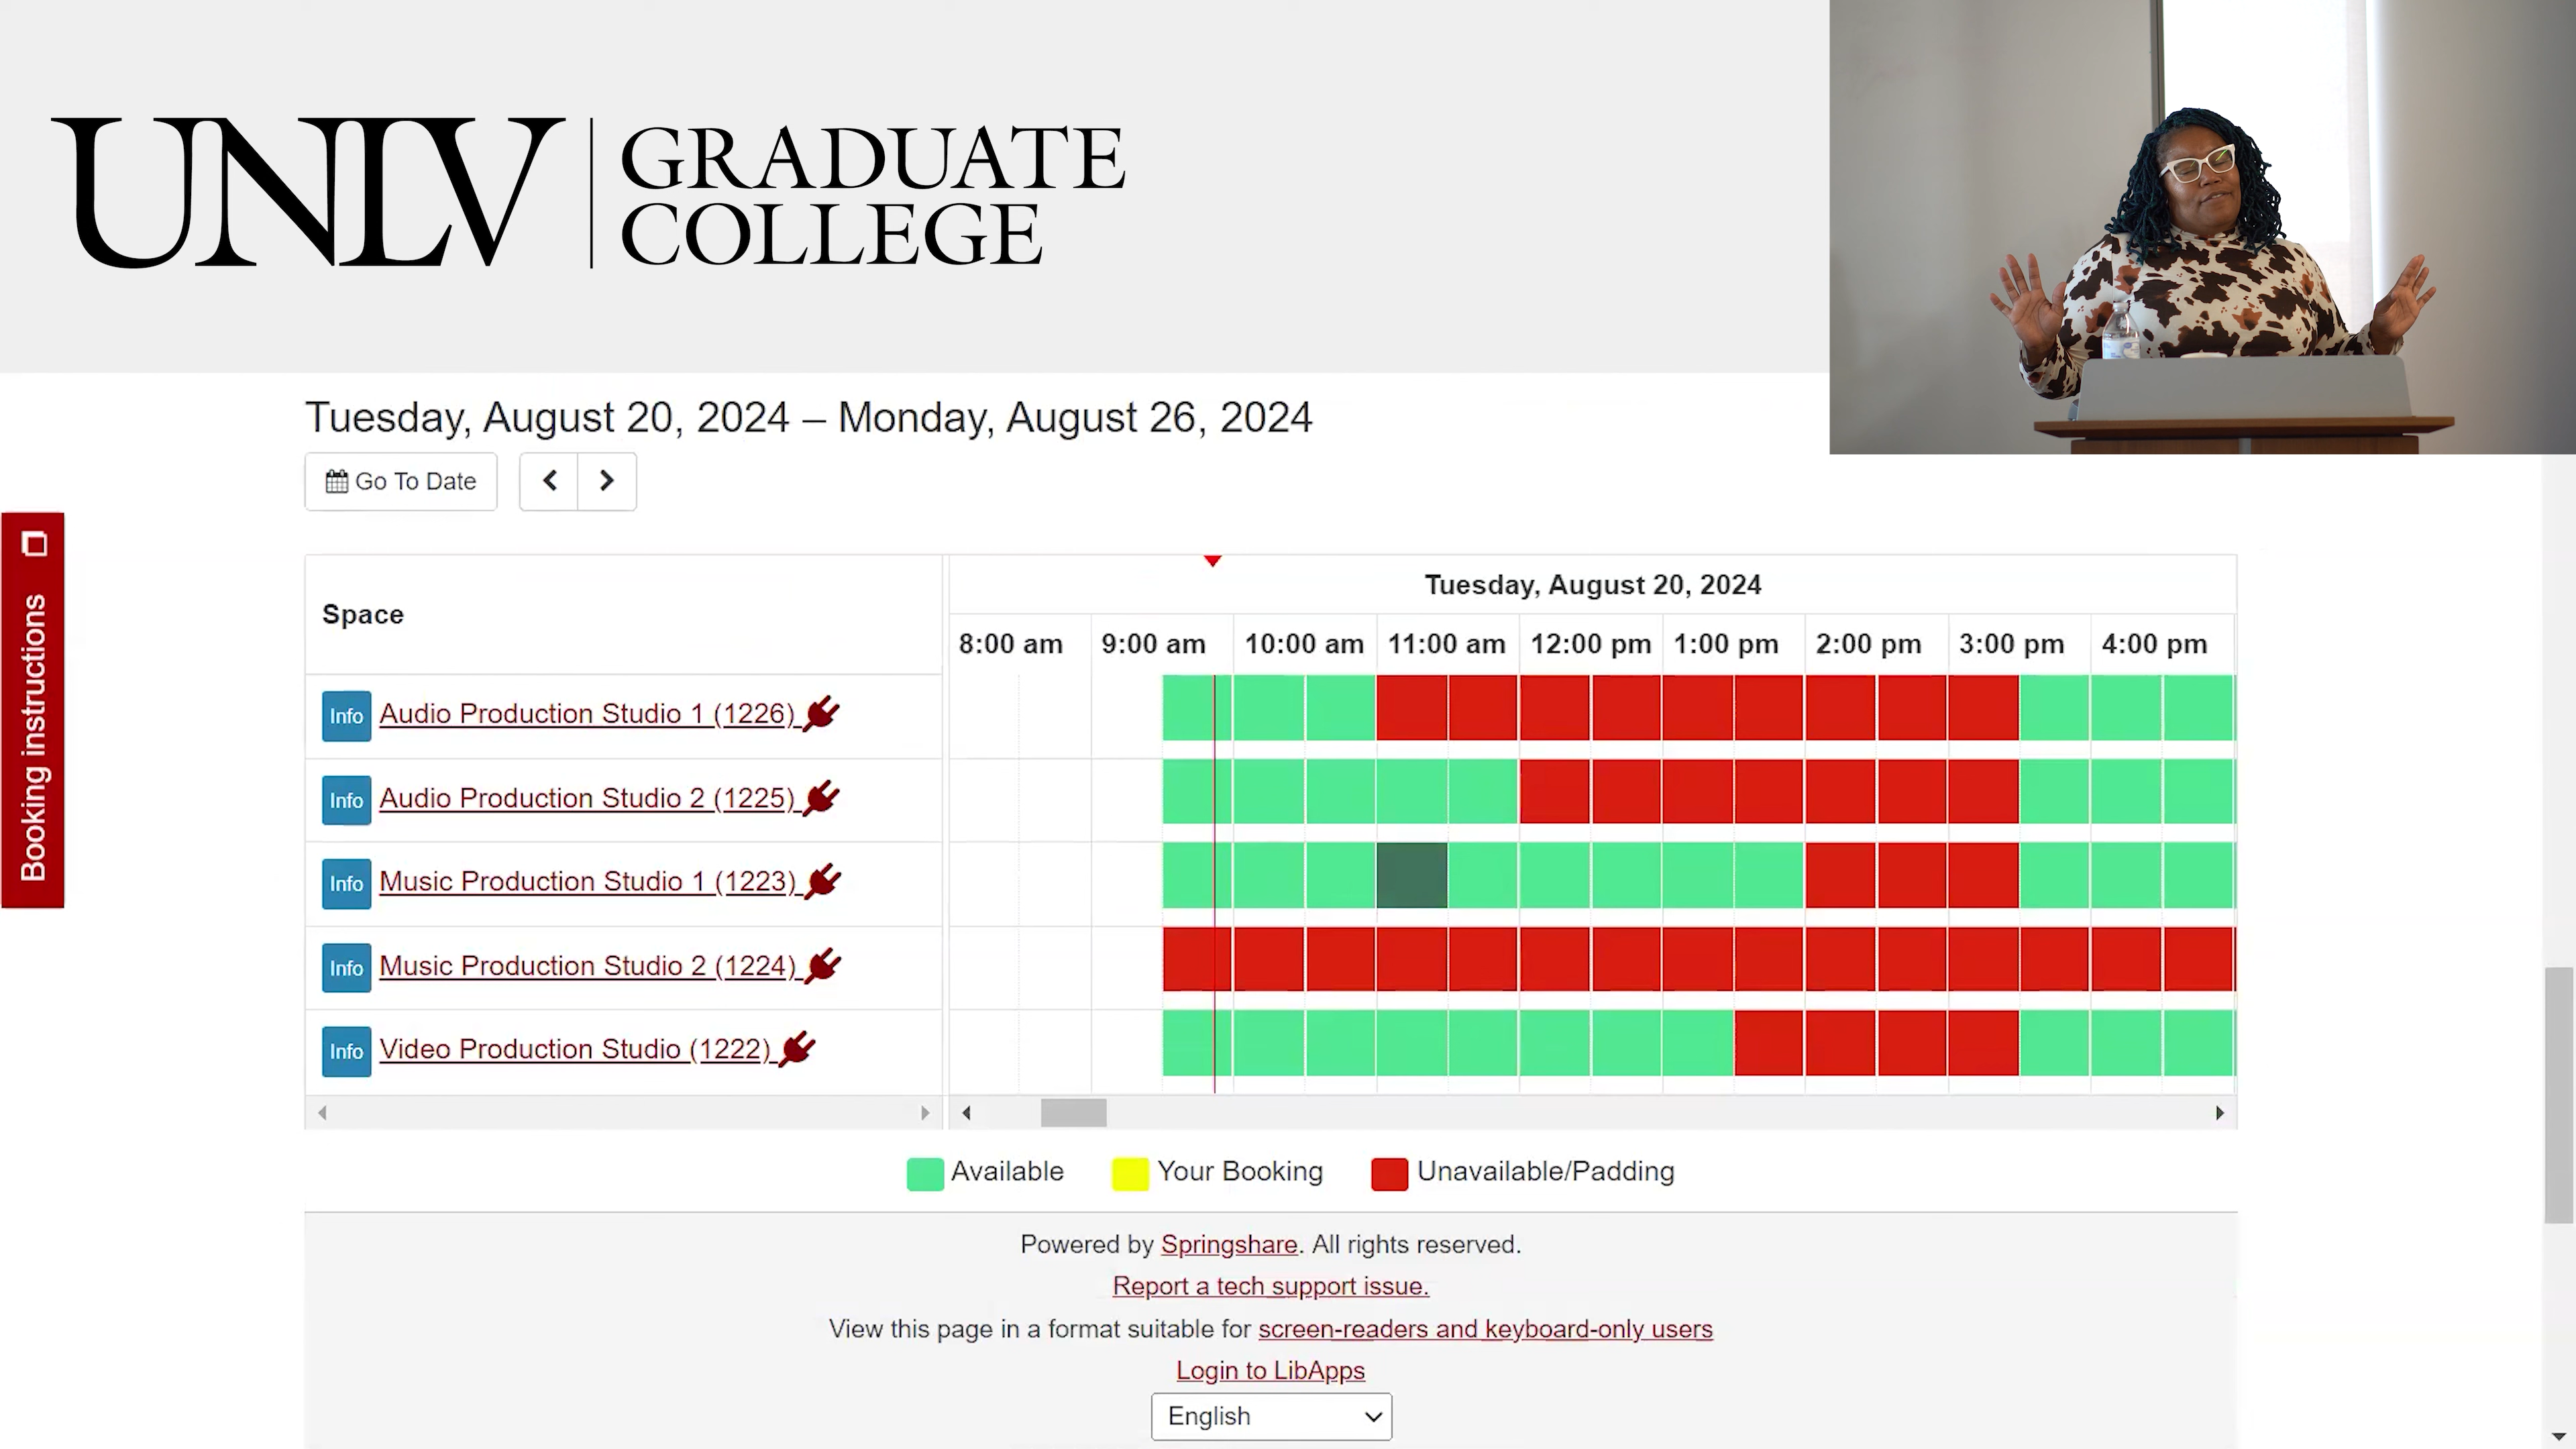 UNLV GRADUATE
COLLEGE
Tuesday, August 20, 2024 – Monday, August 26, 2024
Go To Date
Booking instructions
Space
Tuesday, August 20, 2024
8:00 am 9:00 am 10:00 am 11:00 am 12:00 pm 1:00 pm 2:00 pm 3:00 pm 4:00 pm
Info Audio Production Studio 1 (1226)
Info Audio Production Studio 2 (1225)
Info Music Production Studio 1 (1223)
Info Music Production Studio 2 (1224)
Info Video Production Studio (1222)
Available Your Booking Unavailable/Padding
Powered by Springshare. All rights reserved.
Report a tech support issue.
View this page in a format suitable for screen-readers and keyboard-only users
Login to LibApps
English